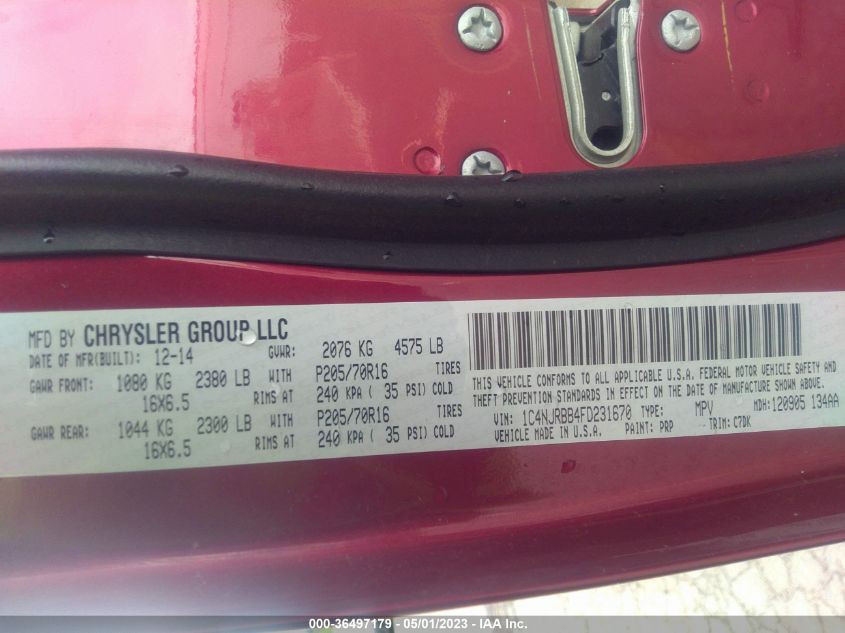 MFD BY CHRYSLER GROUP LLC
DATE OF MFR(BUILT): 12-14 GVWR: 2076 KG 4575 LB
GAWR FRONT: 1080 KG 2380 LB WITH P205/70R16 TIRES
16X6.5 RIMS AT 240 KPA ( 35 PSI) COLD
GAWR REAR: 1044 KG 2300 LB WITH P205/70R16 TIRES
16X6.5 RIMS AT 240 KPA ( 35 PSI) COLD
THIS VEHICLE CONFORMS TO ALL APPLICABLE U.S.A. FEDERAL MOTOR VEHICLE SAFETY AND
THEFT PREVENTION STANDARDS IN EFFECT ON THE DATE OF MANUFACTURE SHOWN ABOVE.
VIN: 1C4NJRBB4FD231670 TYPE: MPV MDH: 120905 134AA
VEHICLE MADE IN U.S.A. PAINT: PRP TRIM: C7DK
000-36497179 - 05/01/2023 - IAA Inc.